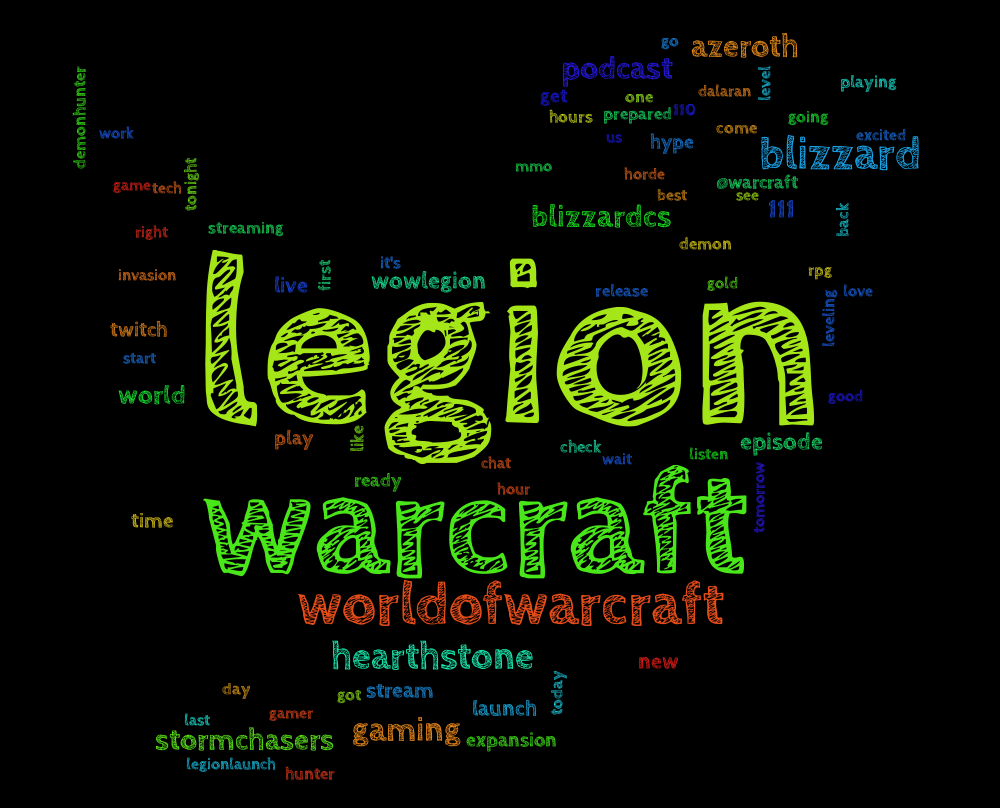 go
azeroth
podcast
demonhunter
level
playing
get
one
dalaran
hours
prepared
110
going
work
us
hype
come
excited
blizzard
mmo
horde
@warcraft
game
tech
tonight
best
see
111
back
blizzardcs
right
streaming
demon
invasion
live
first
it's
wowlegion
release
gold
rpg
leveling
love
legion
twitch
start
world
good
play
like
check
wait
listen
episode
chat
ready
hour
tomorrow
time
warcraft
worldofwarcraft
hearthstone
new
day
got
stream
today
last
gamer
launch
stormchasers
gaming
expansion
legionlaunch
hunter